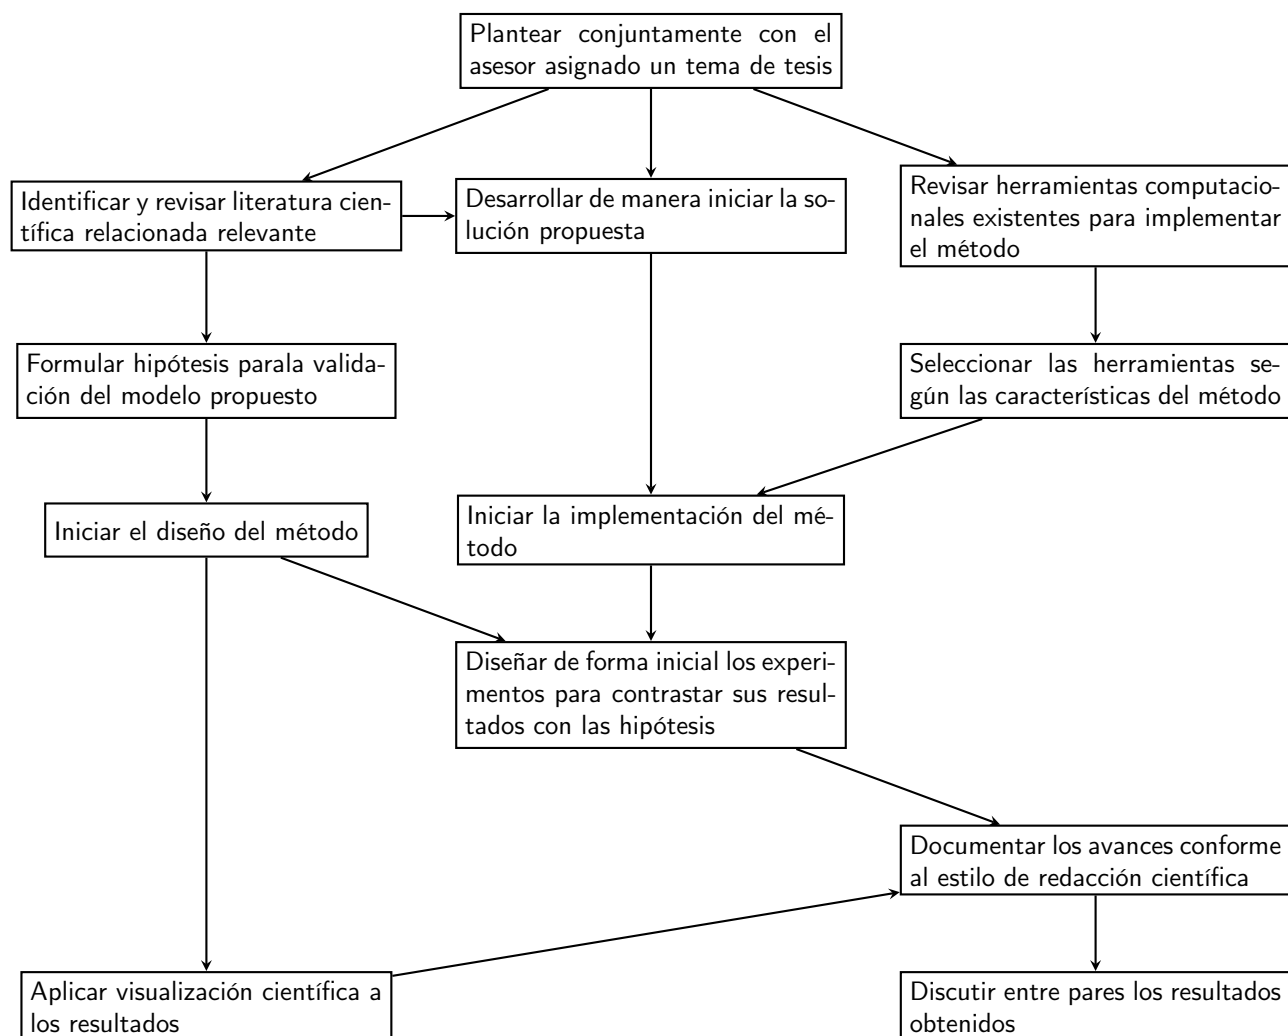 Plantear conjuntamente con el
asesor asignado un tema de tesis
Identificar y revisar literatura cien-
tífica relacionada relevante
Desarrollar de manera iniciar la so-
lución propuesta
Revisar herramientas computacio-
nales existentes para implementar
el método
Formular hipótesis parala valida-
ción del modelo propuesto
Seleccionar las herramientas se-
gún las características del método
Iniciar el diseño del método
Iniciar la implementación del mé-
todo
Diseñar de forma inicial los experi-
mentos para contrastar sus resul-
tados con las hipótesis
Documentar los avances conforme
al estilo de redacción científica
Aplicar visualización científica a
los resultados
Discutir entre pares los resultados
obtenidos